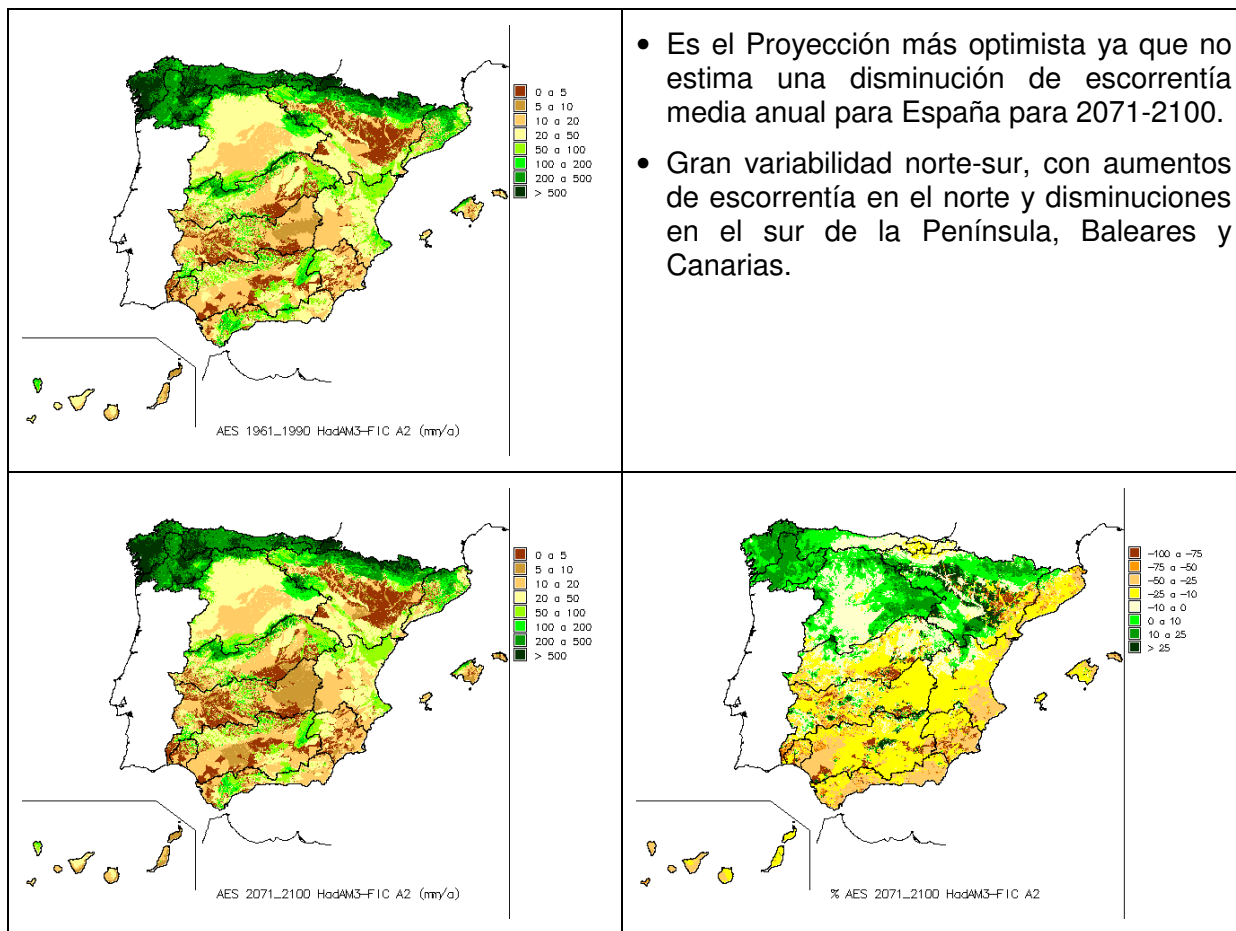 0 a 5
5 a 10
10 a 20
20 a 50
50 a 100
100 a 200
200 a 500
> 500
AES 1961_1990 HadAM3-FIC A2 (mm/a)
• Es el Proyección más optimista ya que no
estima una disminución de escorrentía
media anual para España para 2071-2100.
• Gran variabilidad norte-sur, con aumentos
de escorrentía en el norte y disminuciones
en el sur de la Península, Baleares y
Canarias.
0 a 5
5 a 10
10 a 20
20 a 50
50 a 100
100 a 200
200 a 500
> 500
AES 2071_2100 HadAM3-FIC A2 (mm/a)
-100 a -75
-75 a -50
-50 a -25
-25 a -10
-10 a 0
0 a 10
10 a 25
> 25
% AES 2071_2100 HadAM3-FIC A2